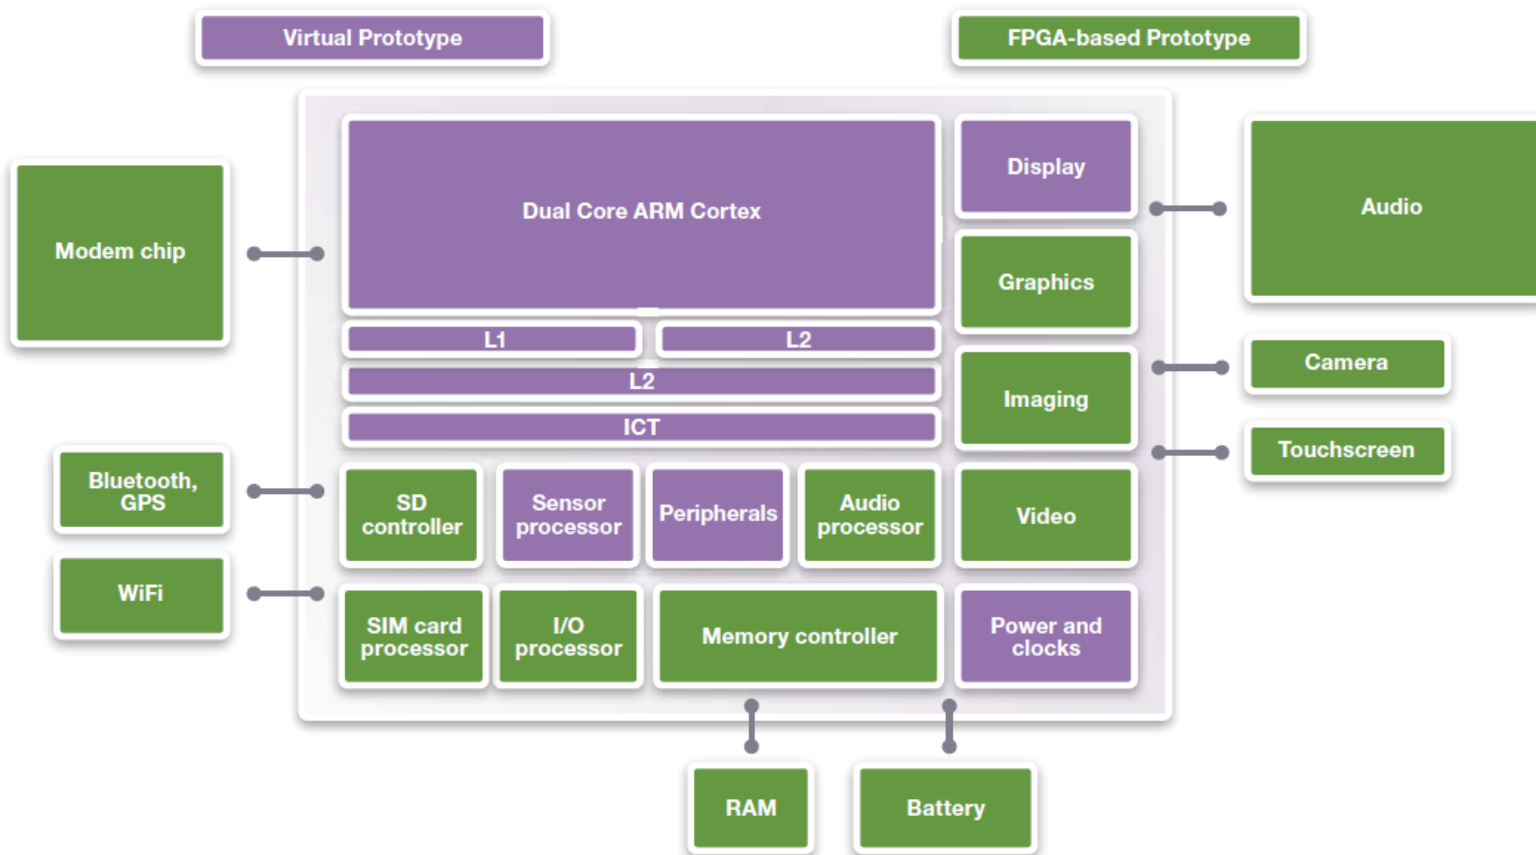 Virtual Prototype
FPGA-based Prototype
Modem chip
Dual Core ARM Cortex
Display
Audio
Graphics
L1
L2
L2
Camera
Imaging
ICT
Touchscreen
Bluetooth,
GPS
SD
controller
Sensor
processor
Peripherals
Audio
processor
Video
WiFi
SIM card
processor
I/O
processor
Memory controller
Power and
clocks
RAM
Battery